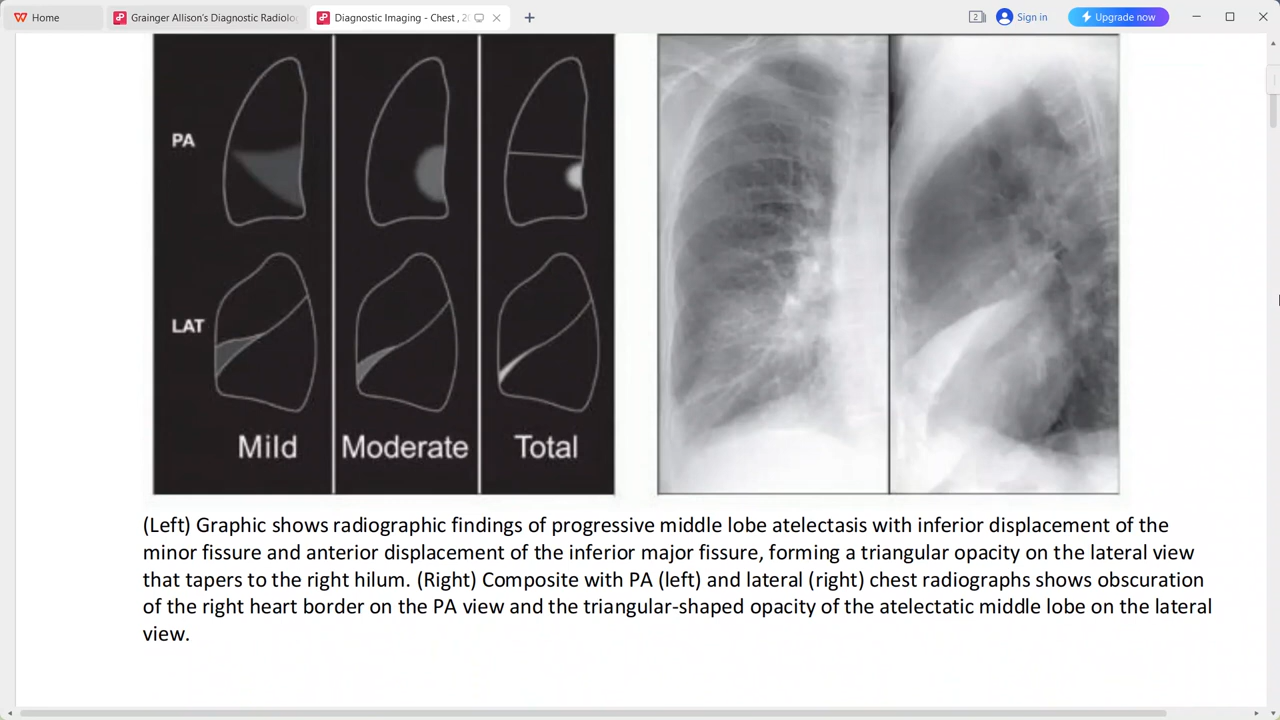 Home
Grainger Allison's Diagnostic Radiolo
Diagnostic Imaging - Chest , 2
2
Sign in
Upgrade now
PA
LAT
Mild
Moderate
Total
(Left) Graphic shows radiographic findings of progressive middle lobe atelectasis with inferior displacement of the
minor fissure and anterior displacement of the inferior major fissure, forming a triangular opacity on the lateral view
that tapers to the right hilum. (Right) Composite with PA (left) and lateral (right) chest radiographs shows obscuration
of the right heart border on the PA view and the triangular-shaped opacity of the atelectatic middle lobe on the lateral
view.